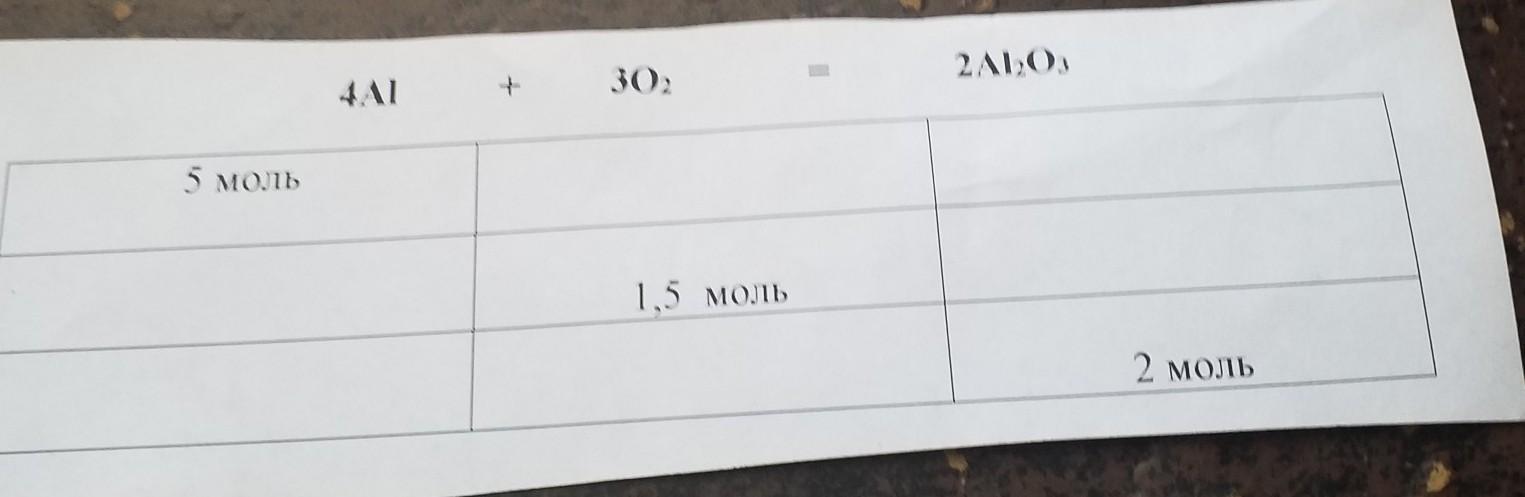 4Al + 3O₂ = 2Al₂O₃
5 моль
1,5 моль
2 моль